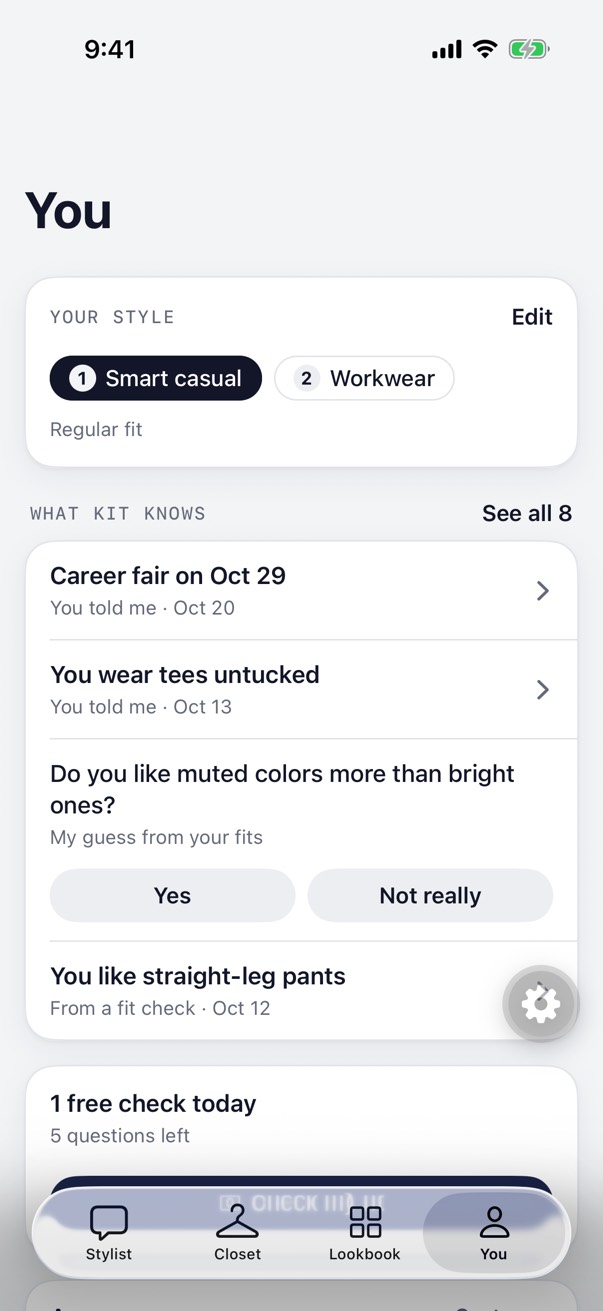 9:41
You
YOUR STYLE
Edit
1 Smart casual
2 Workwear
Regular fit
WHAT KIT KNOWS
See all 8
Career fair on Oct 29
You told me · Oct 20
You wear tees untucked
You told me · Oct 13
Do you like muted colors more than bright
ones?
My guess from your fits
Yes
Not really
You like straight-leg pants
From a fit check · Oct 12
1 free check today
5 questions left
Stylist
Closet
Lookbook
You